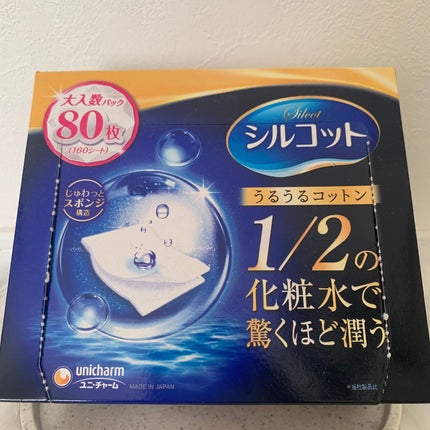 大入数パック
80枚
(160シート)
Silcot
シルコット
うるうるコットン
じゅわっと
スポンジ
構造
1/2の
化粧水で
驚くほど潤う
unicharm
ユニ・チャーム
MADE IN JAPAN
*当社製品比